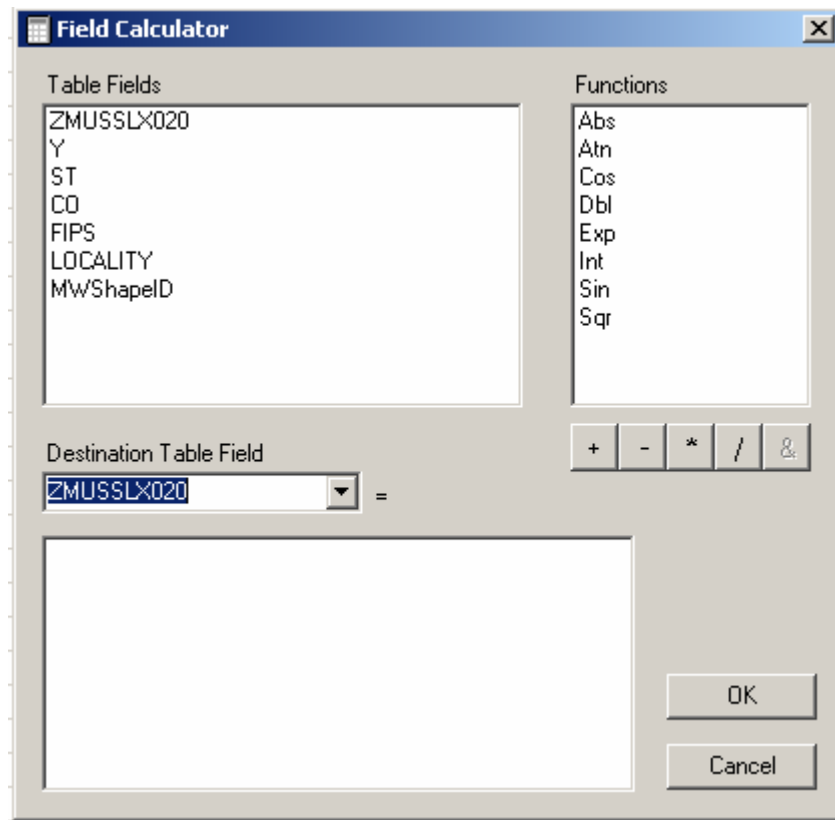 Field Calculator
Table Fields
ZMUSSLX020
Y
ST
CO
FIPS
LOCALITY
MWShapeID
Functions
Abs
Atn
Cos
Dbl
Exp
Int
Sin
Sqr
+ - * / &
Destination Table Field
ZMUSSLX020 =
OK
Cancel